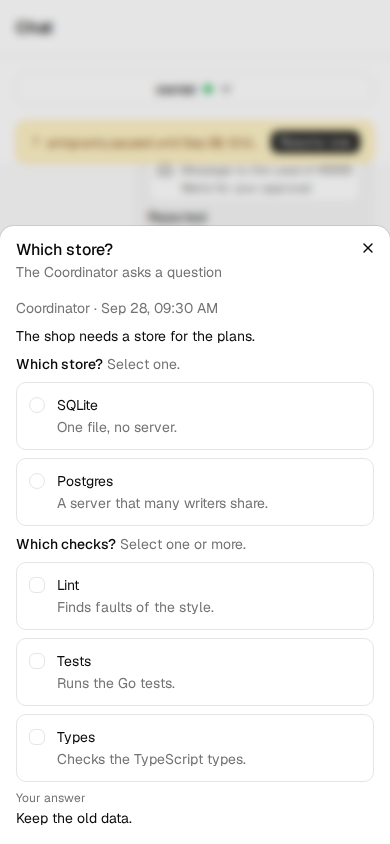 Chat
Which store?
The Coordinator asks a question
Coordinator · Sep 28, 09:30 AM
The shop needs a store for the plans.
Which store? Select one.
SQLite
One file, no server.
Postgres
A server that many writers share.
Which checks? Select one or more.
Lint
Finds faults of the style.
Tests
Runs the Go tests.
Types
Checks the TypeScript types.
Your answer
Keep the old data.